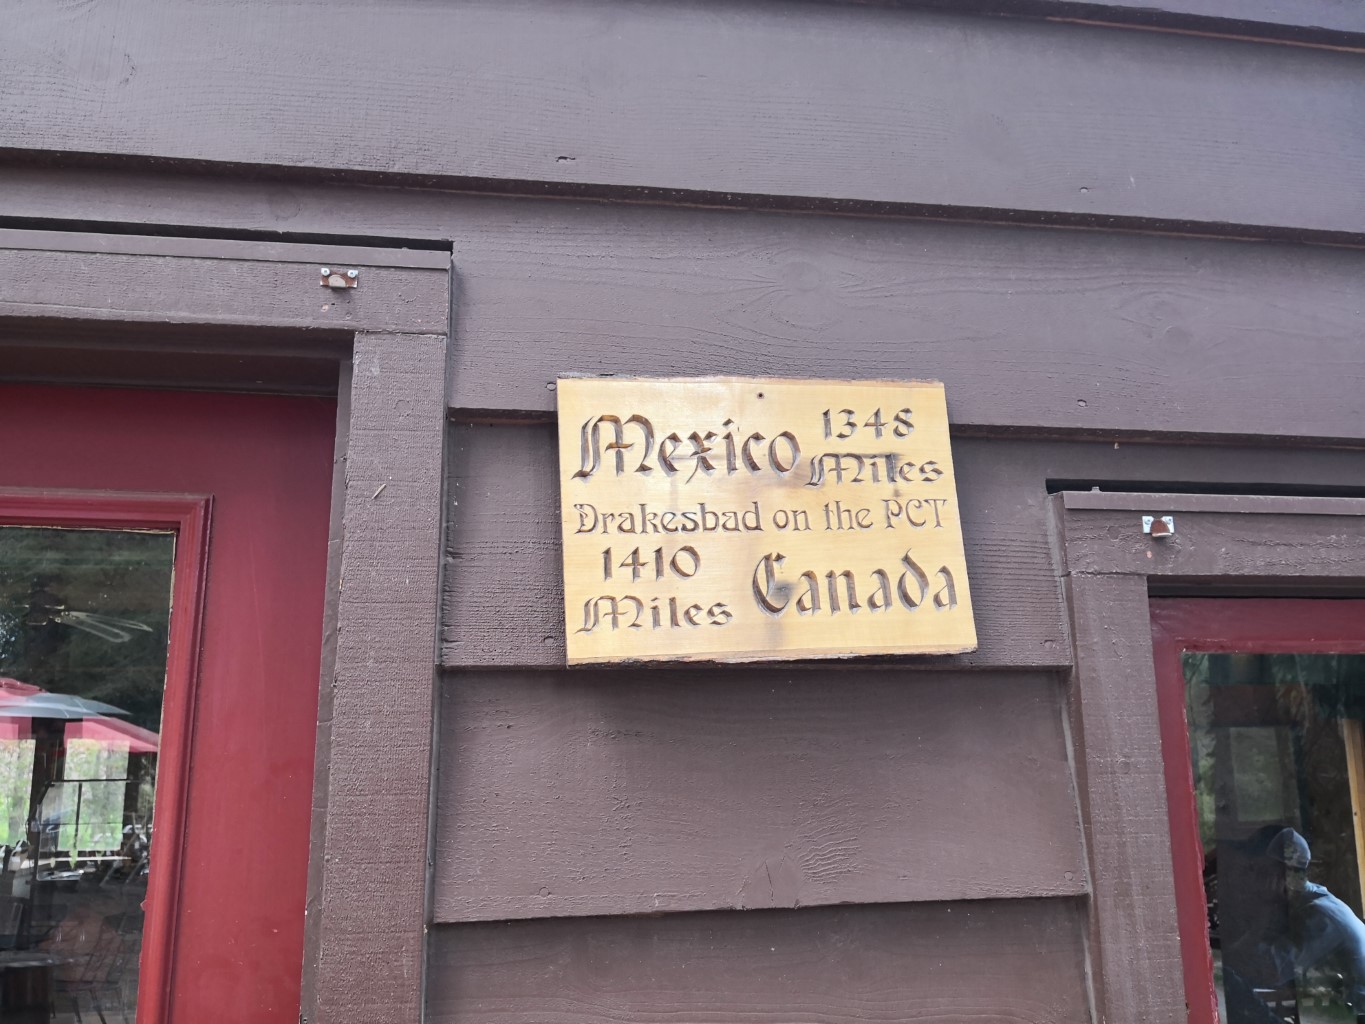 Mexico 1348 Miles
Drakesbad on the PCT
1410 Miles Canada